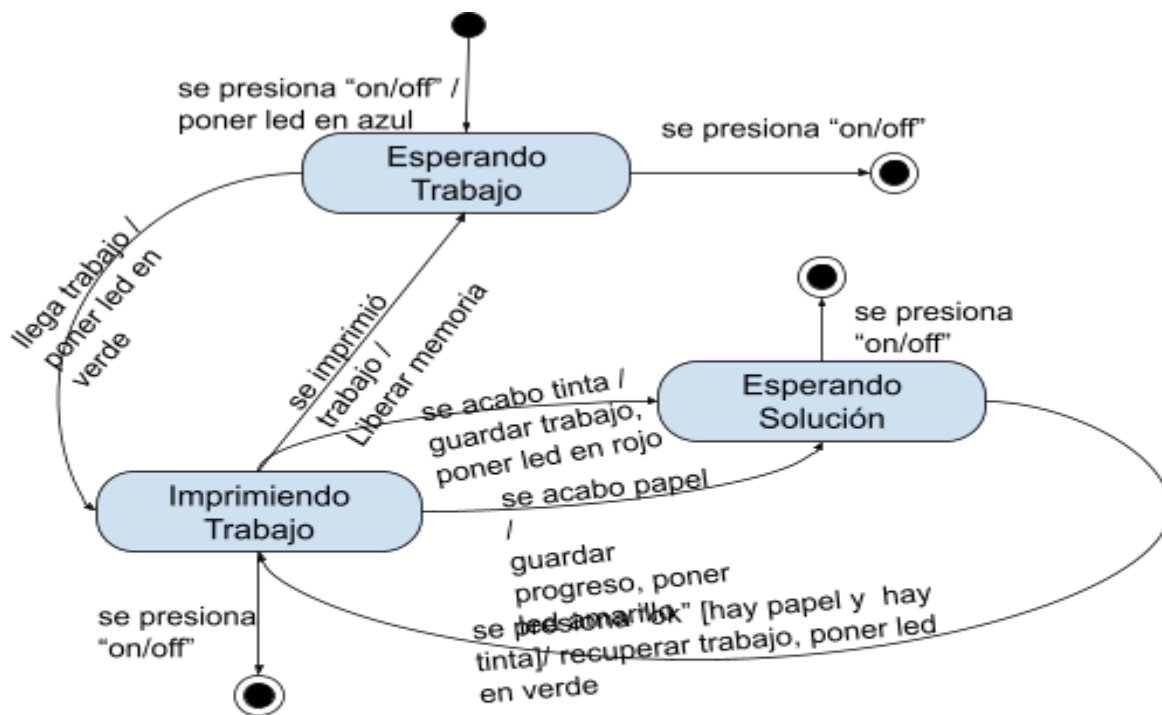 se presiona “on/off” /
poner led en azul
Esperando
Trabajo
se presiona “on/off”
llega trabajo /
poner led en
verde
se imprimió
trabajo /
Liberar memoria
se presiona
“on/off”
Esperando
Solución
se acabo tinta /
guardar trabajo,
poner led en rojo
se acabo papel
/
guardar
progreso, poner
led amarillo
Imprimiendo
Trabajo
se presiona
“on/off”
se presiona “ok” [hay papel y  hay
tinta]/ recuperar trabajo, poner led
en verde